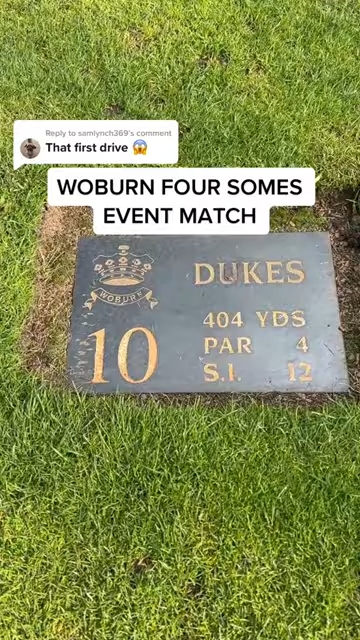 Reply to samlynch369's comment
That first drive 😱
WOBURN FOUR SOMES
EVENT MATCH
WOBURN
DUKES
10
404 YDS
PAR 4
S.I. 12